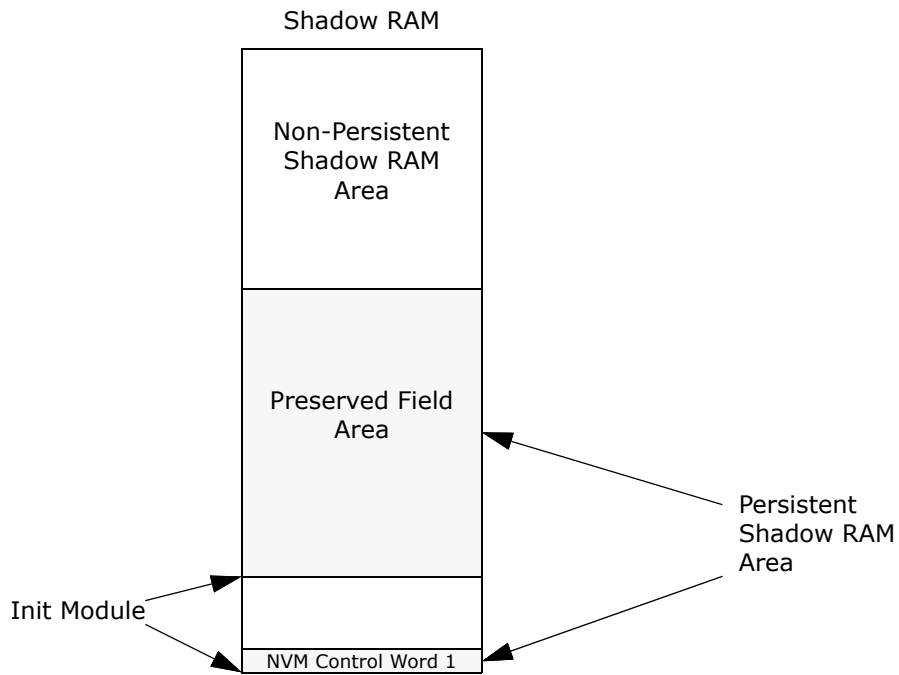 Shadow RAM
Non-Persistent
Shadow RAM
Area
Preserved Field
Area
Persistent
Shadow RAM
Area
Init Module
NVM Control Word 1